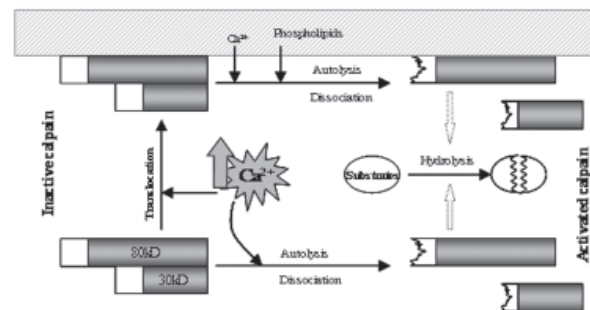 Ca²⁺
Phospholipids
Autolysis
Dissociation
Inactive calpain
Translocation
Ca²⁺
Substrates
Hydrolysis
Activated calpain
80kD
30kD
Autolysis
Dissociation